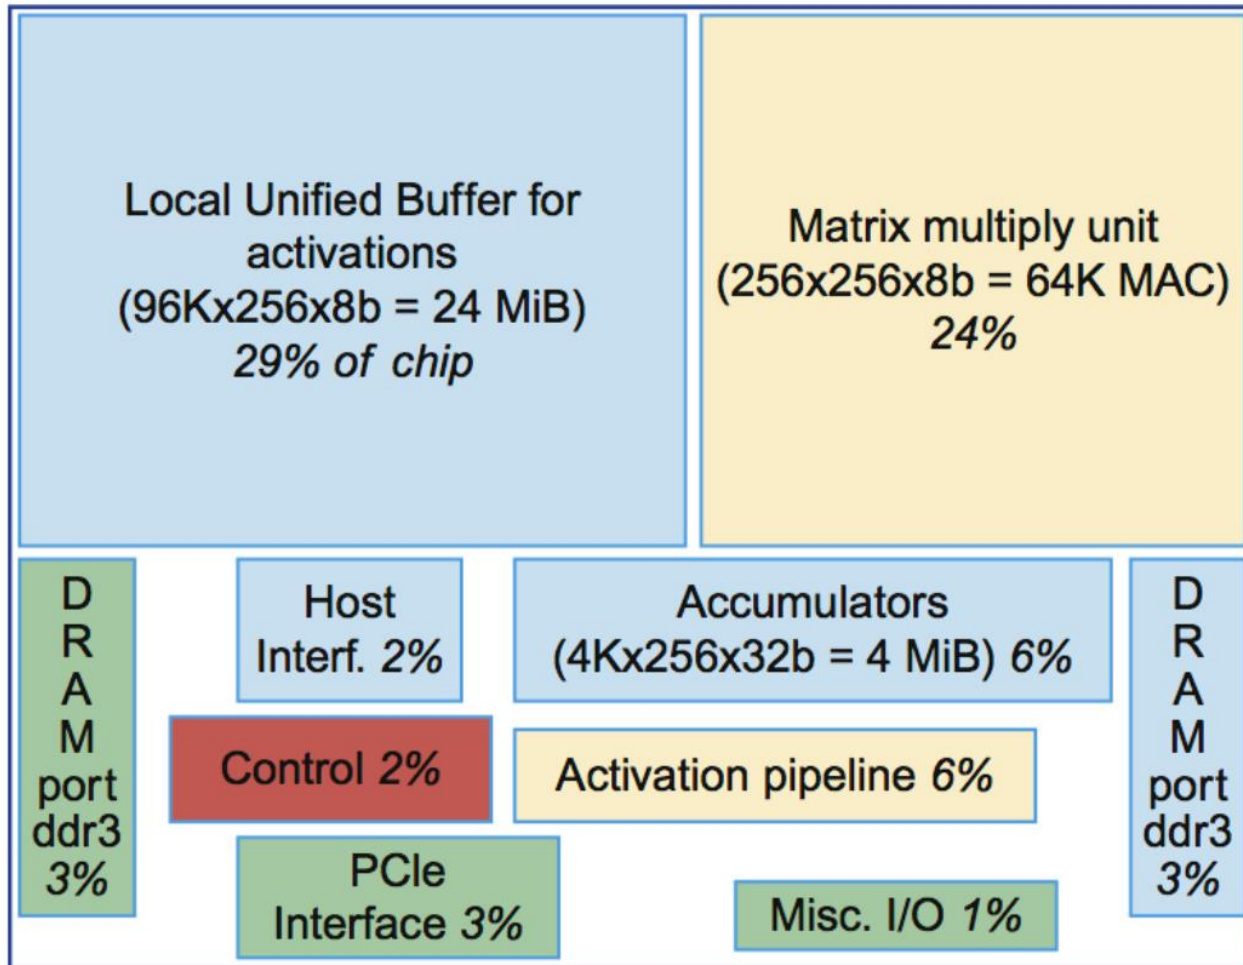 Local Unified Buffer for
activations
(96Kx256x8b = 24 MiB)
29% of chip
Matrix multiply unit
(256x256x8b = 64K MAC)
24%
D
R
A
M
port
ddr3
3%
Host
Interf. 2%
Accumulators
(4Kx256x32b = 4 MiB) 6%
D
R
A
M
port
ddr3
3%
Control 2%
Activation pipeline 6%
PCIe
Interface 3%
Misc. I/O 1%